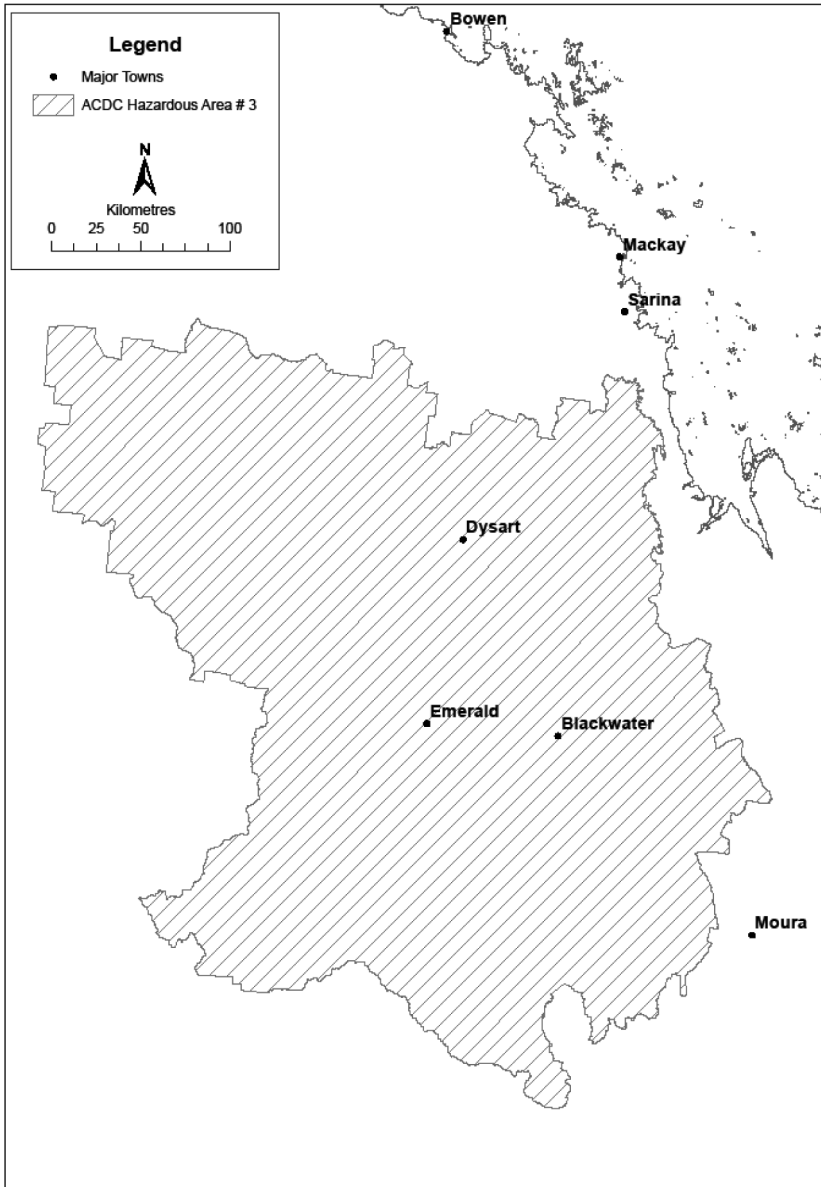 Legend
Major Towns
ACDC Hazardous Area # 3
N
Kilometres
0 25 50 100
Bowen
Mackay
Sarina
Dysart
Emerald
Blackwater
Moura